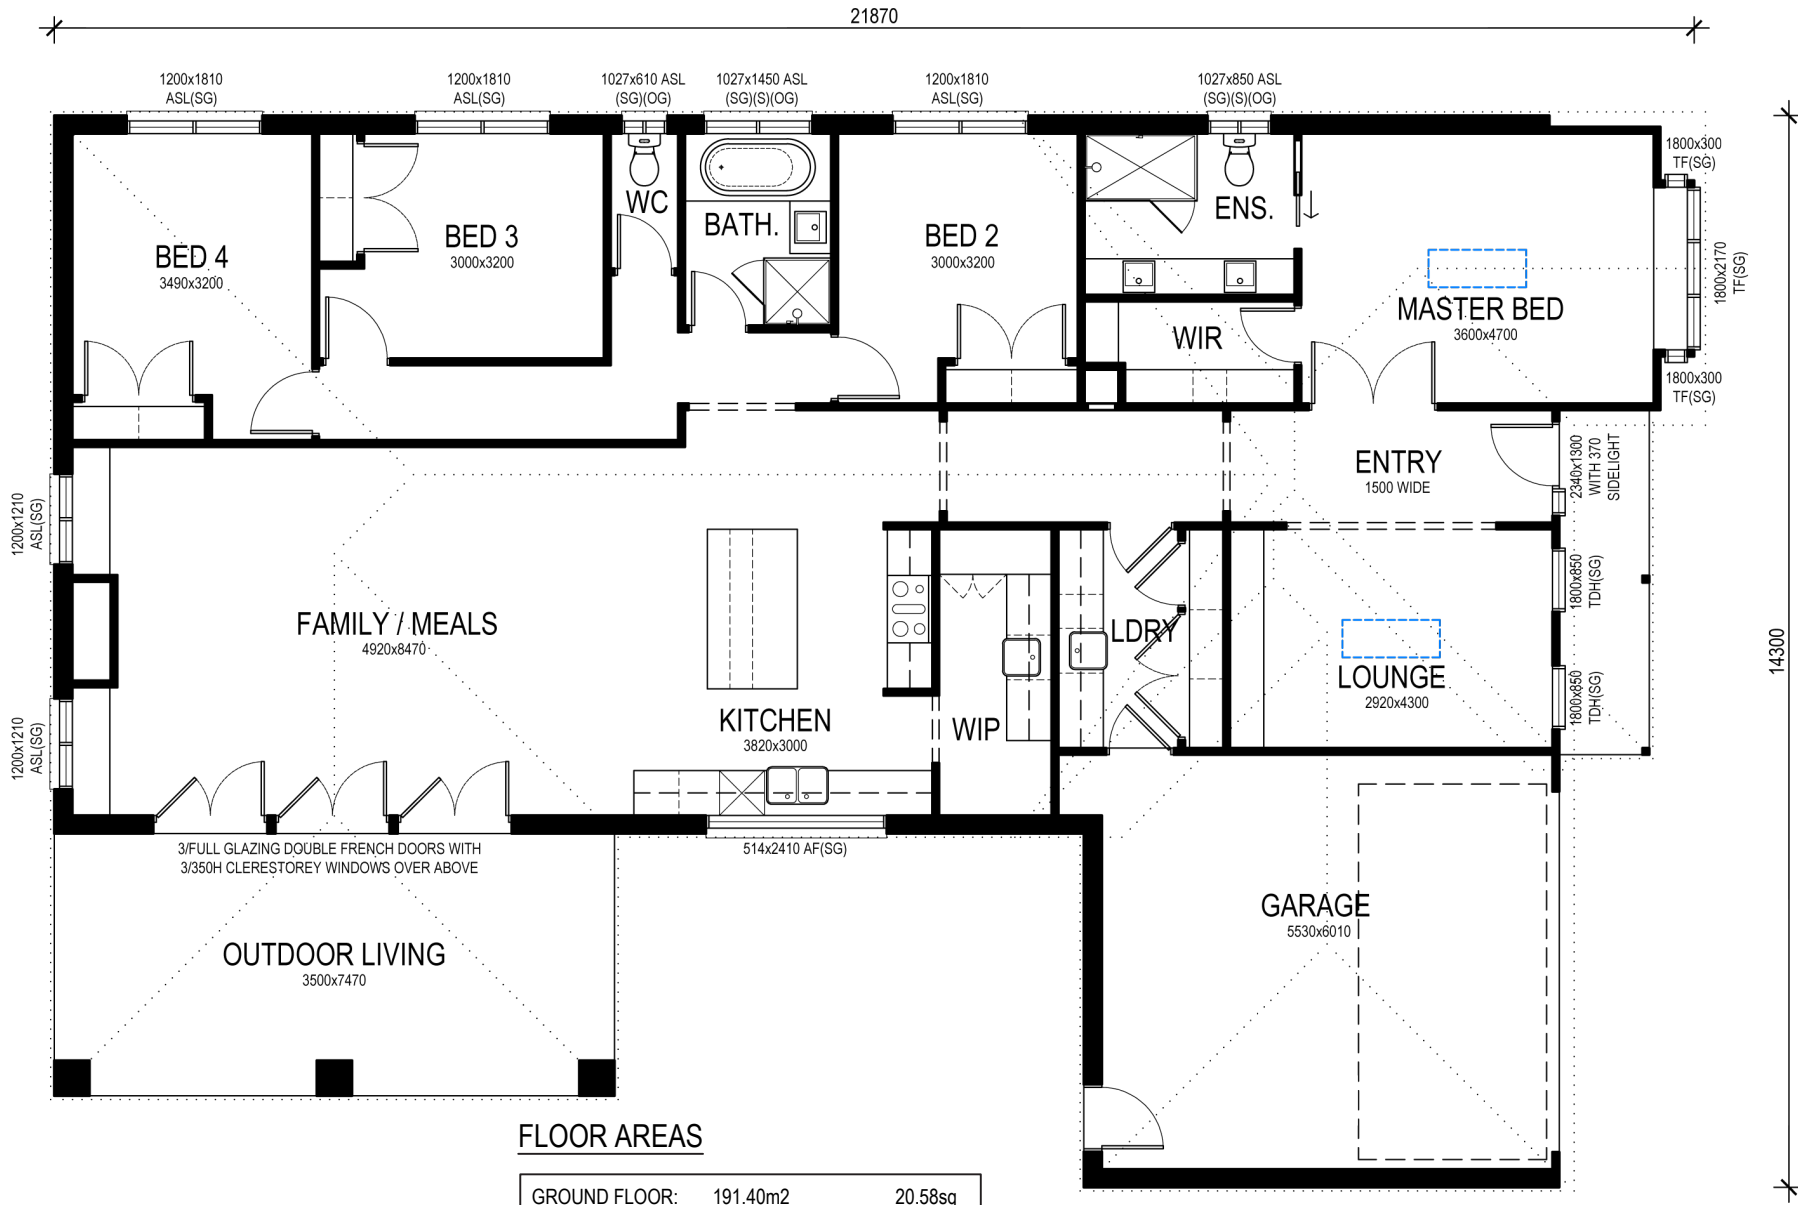 21870
1200x1810
ASL(SG)
1200x1810
ASL(SG)
1027x610 ASL
(SG)(OG)
1027x1450 ASL
(SG)(S)(OG)
1200x1810
ASL(SG)
1027x850 ASL
(SG)(S)(OG)
1800x300
TF(SG)
WC
BATH.
ENS.
BED 4
3490x3200
BED 3
3000x3200
BED 2
3000x3200
1800x2170
TF(SG)
MASTER BED
3600x4700
WIR
1800x300
TF(SG)
ENTRY
1500 WIDE
2340x1300
WITH 370
SIDELIGHT
1200x1210
ASL(SG)
1800x850
TDH(SG)
FAMILY / MEALS
4920x8470
LDRY
14300
LOUNGE
2920x4300
1800x850
TDH(SG)
KITCHEN
3820x3000
WIP
1200x1210
ASL(SG)
3/FULL GLAZING DOUBLE FRENCH DOORS WITH
3/350H CLERESTOREY WINDOWS OVER ABOVE
514x2410 AF(SG)
GARAGE
5530x6010
OUTDOOR LIVING
3500x7470
FLOOR AREAS
GROUND FLOOR: 191.40m2 20.58sq